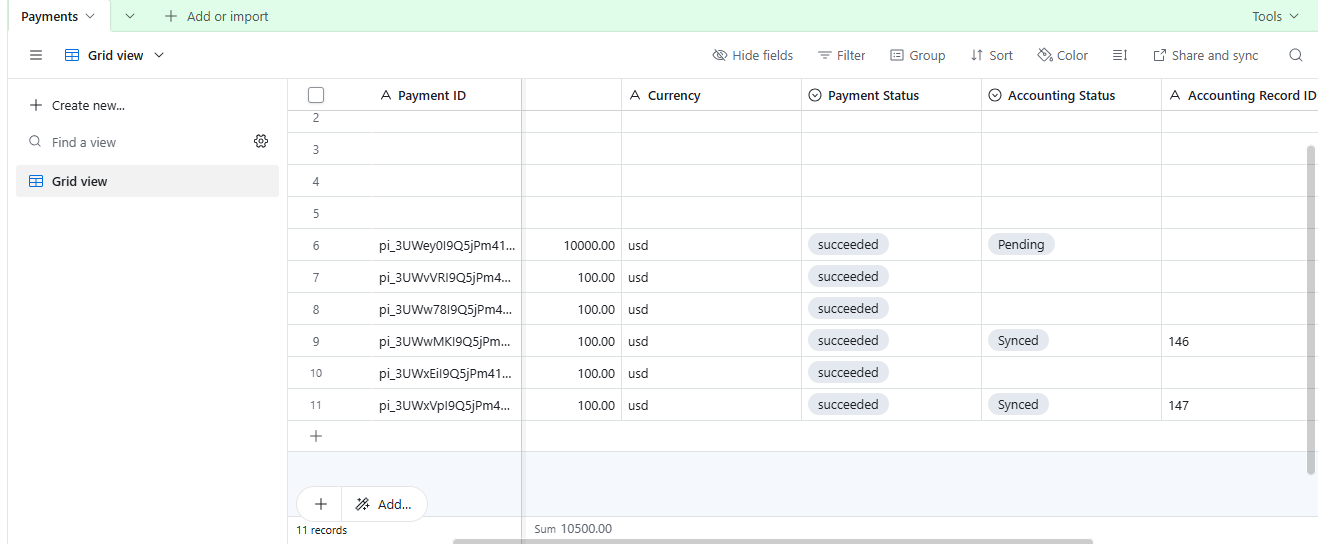 Payments
Add or import
Tools
Grid view
Hide fields
Filter
Group
Sort
Color
Share and sync
Create new...
Find a view
Grid view
Payment ID Currency Payment Status Accounting Status Accounting Record ID
2
3
4
5
6 pi_3UWey0I9Q5jPm41... 10000.00 usd succeeded Pending
7 pi_3UWvVRI9Q5jPm4... 100.00 usd succeeded
8 pi_3UWw78I9Q5jPm4... 100.00 usd succeeded
9 pi_3UWwMKI9Q5jPm... 100.00 usd succeeded Synced 146
10 pi_3UWxEiI9Q5jPm41... 100.00 usd succeeded
11 pi_3UWxVpI9Q5jPm4... 100.00 usd succeeded Synced 147
Add...
11 records
Sum 10500.00